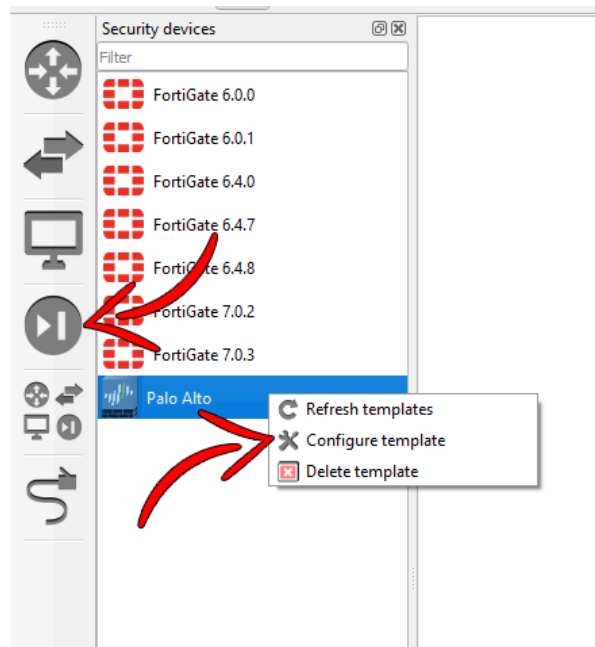 Security devices
Filter
FortiGate 6.0.0
FortiGate 6.0.1
FortiGate 6.4.0
FortiGate 6.4.7
FortiGate 6.4.8
FortiGate 7.0.2
FortiGate 7.0.3
Palo Alto
Refresh templates
Configure template
Delete template